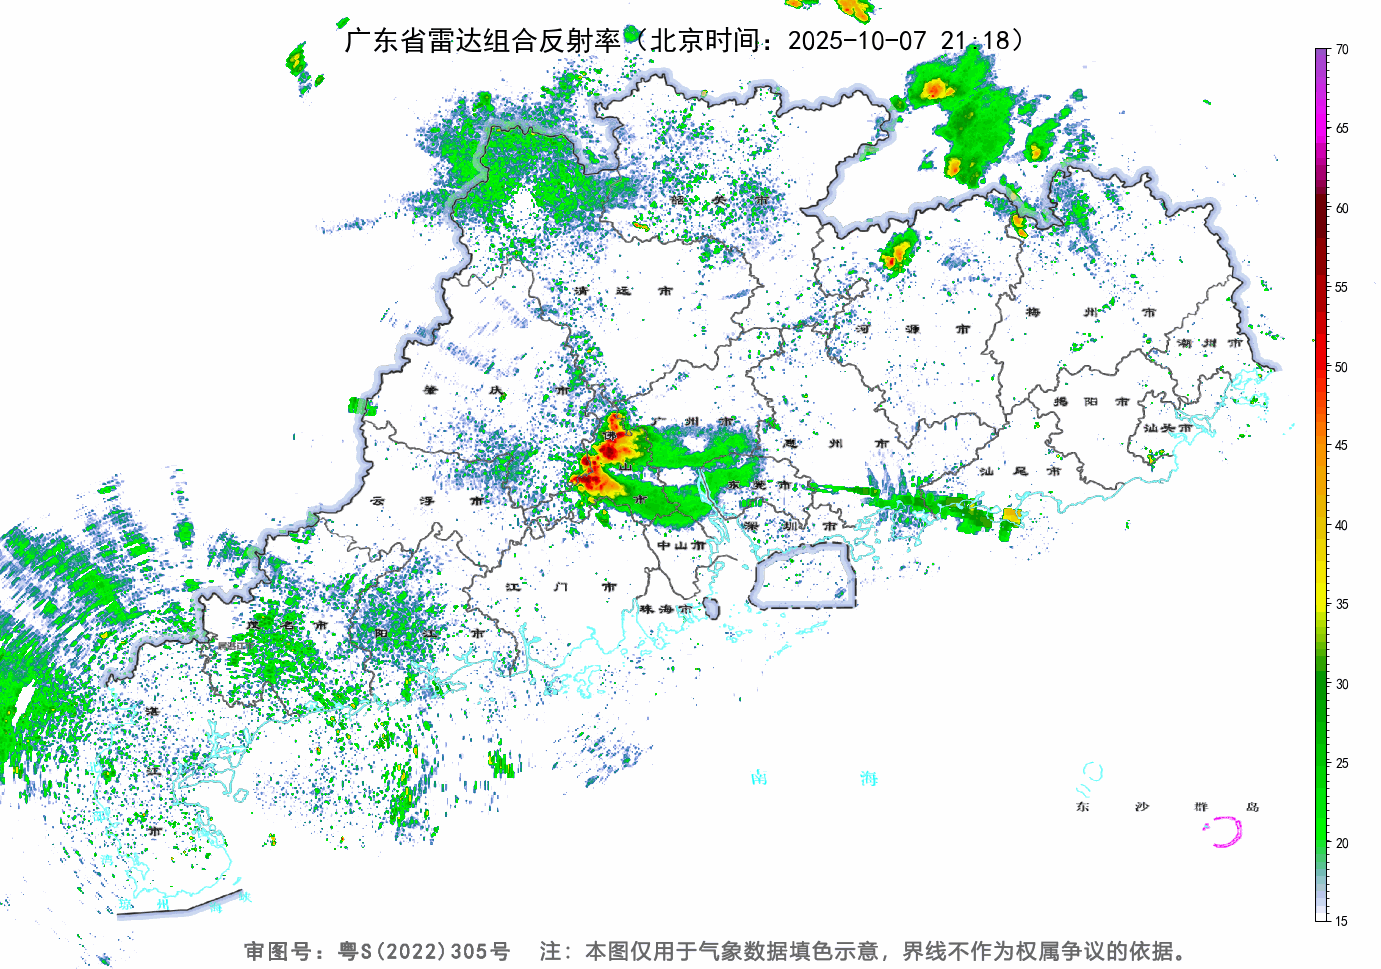 广东省雷达组合反射率（北京时间：2025-10-07 21:18）
70
65
60
55
50
45
40
35
30
25
20
15
韶关市
清远市
河源市
梅州市
潮州市
肇庆市
广州市
揭阳市
汕头市
佛山市
惠州市
汕尾市
云浮市
东莞市
深圳市
中山市
江门市
珠海市
茂名市
阳江市
湛江市
南海
东沙群岛
琼州海峡
审图号：粤S(2022)305号 注：本图仅用于气象数据填色示意，界线不作为权属争议的依据。